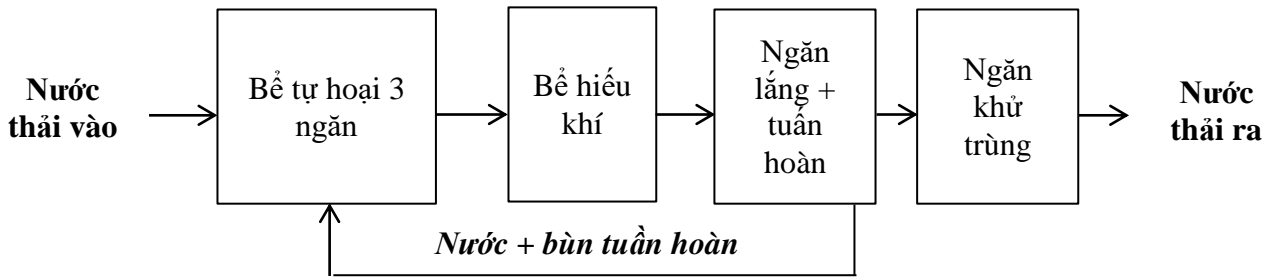 Nước
thải vào
Bể tự hoại 3
ngăn
Bể hiếu
khí
Ngăn
lắng +
tuấn
hoàn
Ngăn
khử
trùng
Nước
thải ra
Nước + bùn tuần hoàn